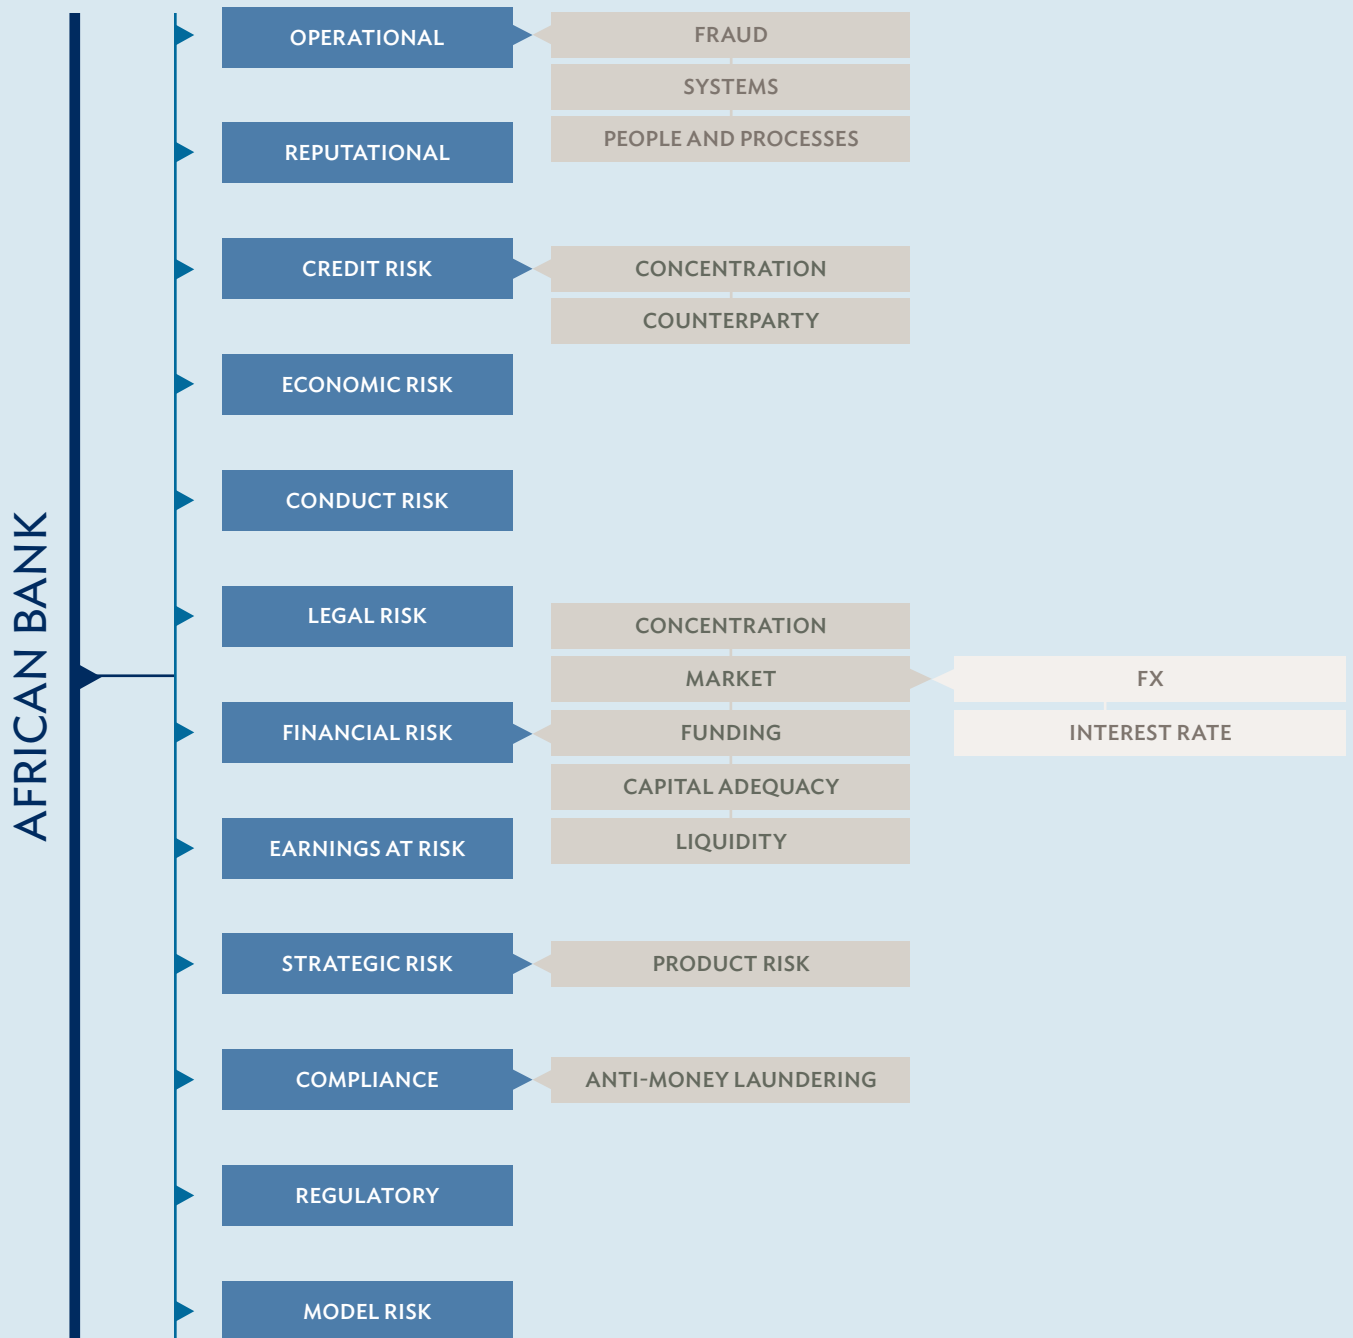 AFRICAN BANK
OPERATIONAL
FRAUD
SYSTEMS
PEOPLE AND PROCESSES
REPUTATIONAL
CREDIT RISK
CONCENTRATION
COUNTERPARTY
ECONOMIC RISK
CONDUCT RISK
LEGAL RISK
FINANCIAL RISK
CONCENTRATION
MARKET
FX
INTEREST RATE
FUNDING
CAPITAL ADEQUACY
LIQUIDITY
EARNINGS AT RISK
STRATEGIC RISK
PRODUCT RISK
COMPLIANCE
ANTI-MONEY LAUNDERING
REGULATORY
MODEL RISK